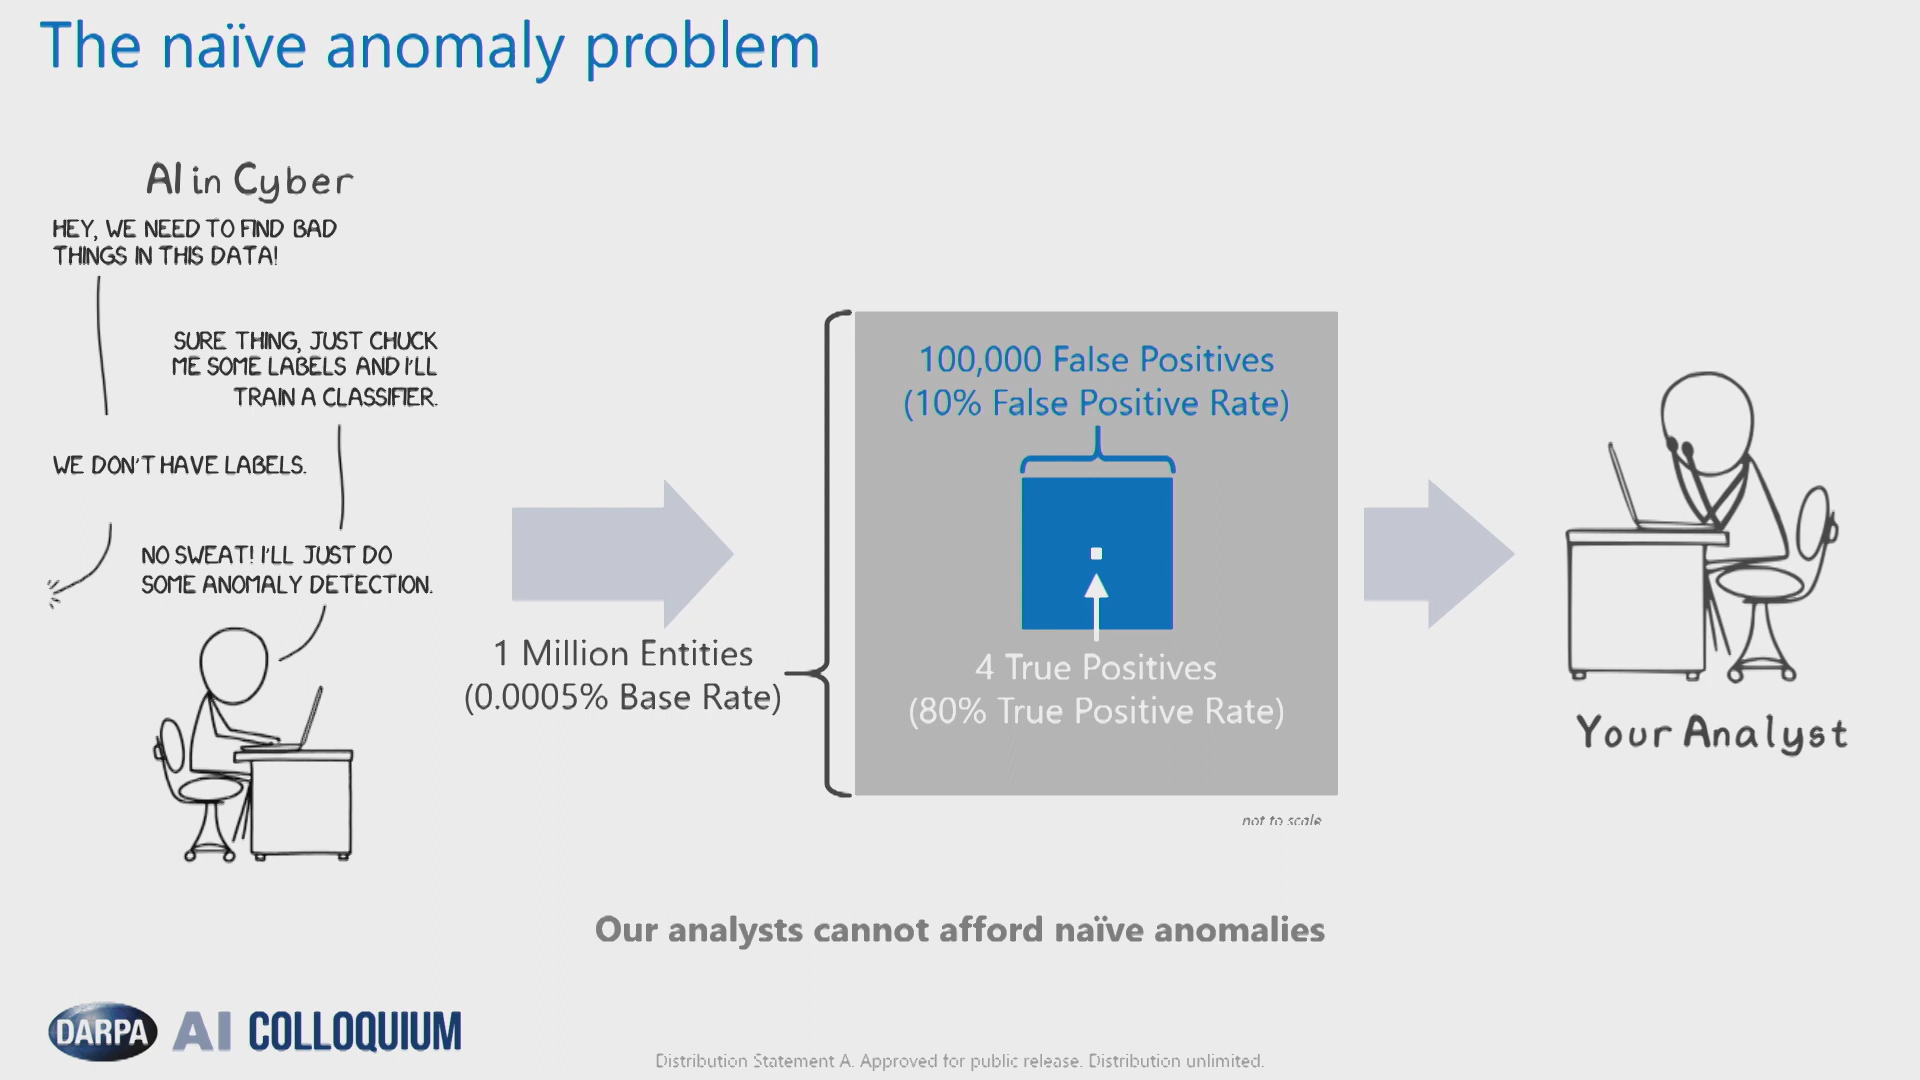 The naïve anomaly problem
AI in Cyber
HEY, WE NEED TO FIND BAD
THINGS IN THIS DATA!
SURE THING, JUST CHUCK
ME SOME LABELS AND I'LL
TRAIN A CLASSIFIER.
WE DON'T HAVE LABELS.
NO SWEAT! I'LL JUST DO
SOME ANOMALY DETECTION.
1 Million Entities
(0.0005% Base Rate)
100,000 False Positives
(10% False Positive Rate)
4 True Positives
(80% True Positive Rate)
not to scale
Your Analyst
Our analysts cannot afford naïve anomalies
DARPA AI COLLOQUIUM
Distribution Statement A. Approved for public release. Distribution unlimited.